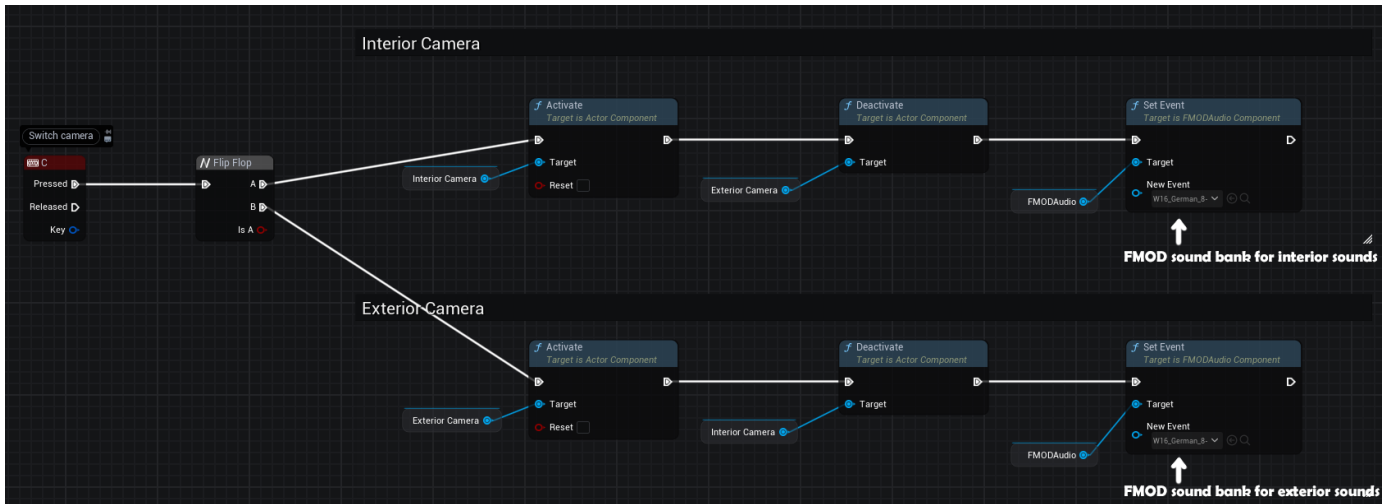 Interior Camera
Switch camera
C
Pressed
Released
Key
Flip Flop
A
B
Is A
Interior Camera
Activate
Target is Actor Component
Target
Reset
Exterior Camera
Deactivate
Target is Actor Component
Target
FMODAudio
Set Event
Target is FMODAudio Component
Target
New Event
W16_German_8-
FMOD sound bank for interior sounds
Exterior Camera
Exterior Camera
Activate
Target is Actor Component
Target
Reset
Interior Camera
Deactivate
Target is Actor Component
Target
FMODAudio
Set Event
Target is FMODAudio Component
Target
New Event
W16_German_8-
FMOD sound bank for exterior sounds